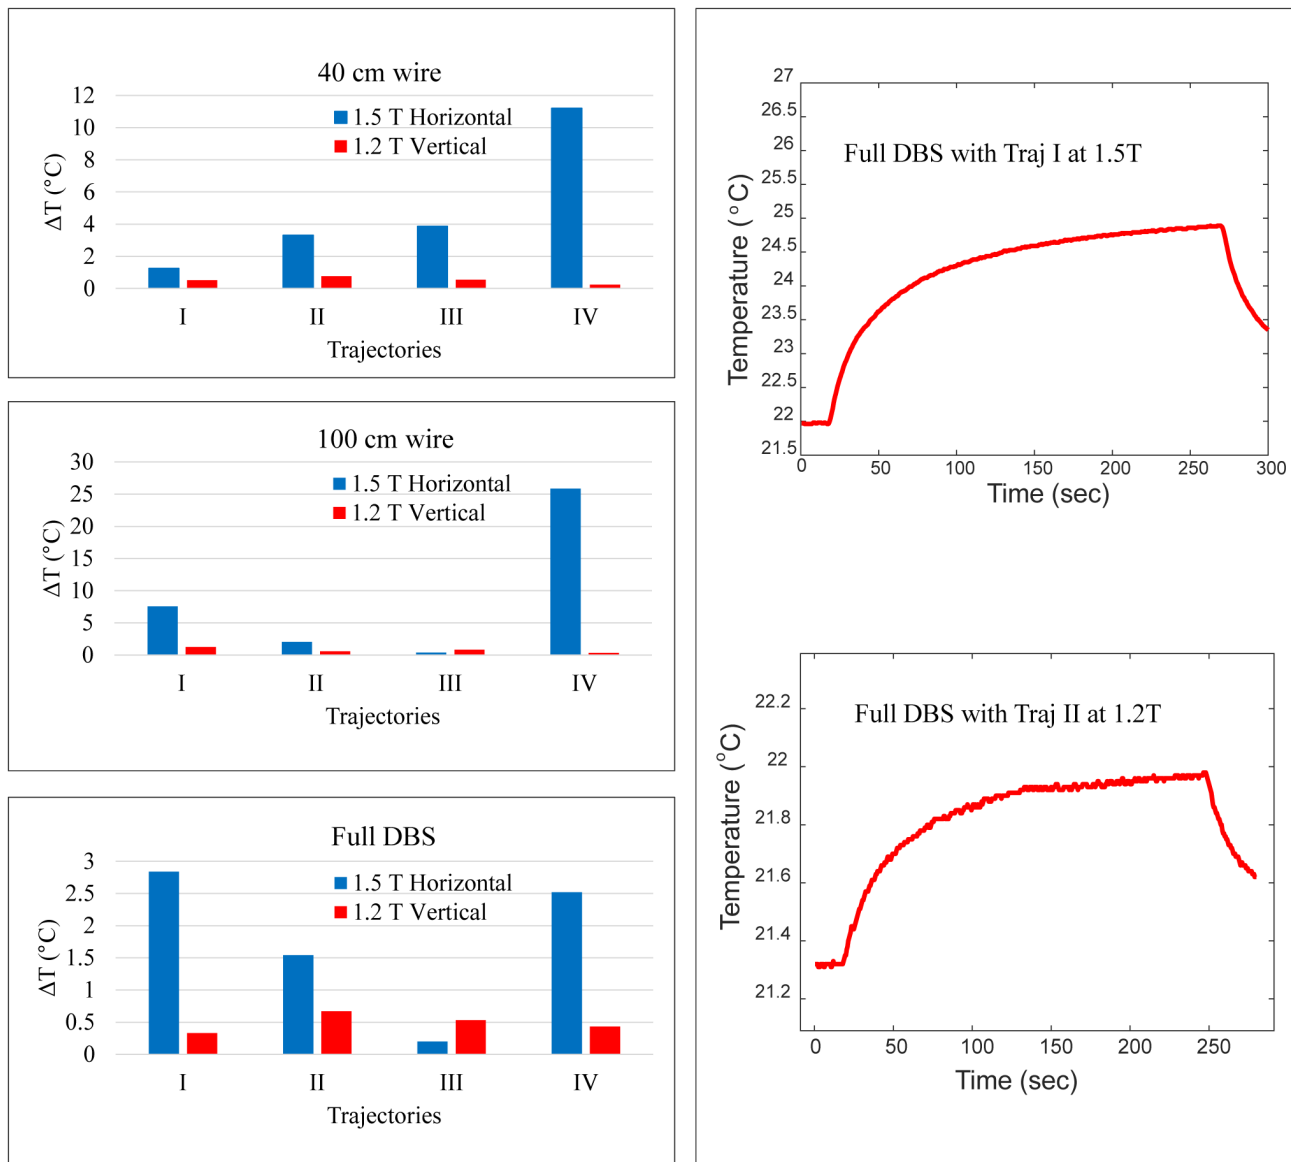 40 cm wire
1.5 T Horizontal
1.2 T Vertical
ΔT (°C)
12
10
8
6
4
2
0
I II III IV
Trajectories
100 cm wire
1.5 T Horizontal
1.2 T Vertical
ΔT (°C)
30
25
20
15
10
5
0
I II III IV
Trajectories
Full DBS
1.5 T Horizontal
1.2 T Vertical
ΔT (°C)
3
2.5
2
1.5
1
0.5
0
I II III IV
Trajectories
Full DBS with Traj I at 1.5T
Temperature (°C)
27
26.5
26
25.5
25
24.5
24
23.5
23
22.5
22
21.5
0 50 100 150 200 250 300
Time (sec)
Full DBS with Traj II at 1.2T
Temperature (°C)
22.2
22
21.8
21.6
21.4
21.2
0 50 100 150 200 250
Time (sec)